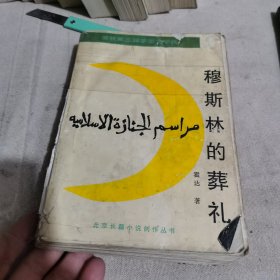 穆斯林的葬礼
مراسم الجنازة الاسلامية
霍达 著
北京长篇小说创作丛书